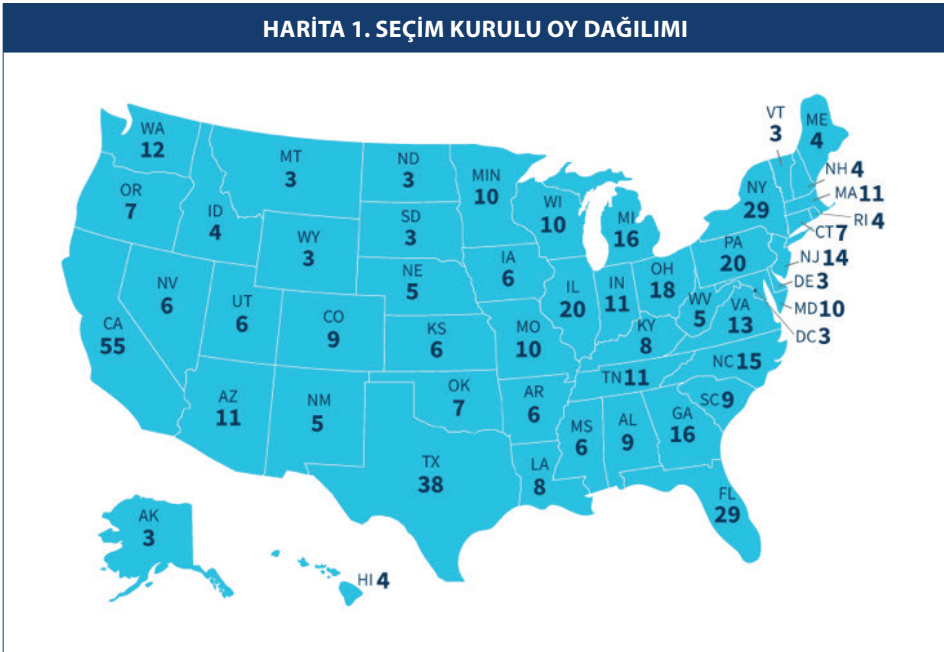 HARİTA 1. SEÇİM KURULU OY DAĞILIMI
WA
12
MT
3
ND
3
MIN
10
VT
3
ME
4
OR
7
ID
4
SD
3
WI
10
MI
16
NY
29
NH 4
MA 11
RI 4
CT 7
WY
3
NE
5
IA
6
PA
20
NJ 14
DE 3
MD 10
DC 3
NV
6
UT
6
CO
9
KS
6
MO
10
IL
20
IN
11
OH
18
WV
5
VA
13
KY
8
CA
55
AZ
11
NM
5
OK
7
AR
6
TN 11
NC 15
SC 9
MS
6
AL
9
GA
16
TX
38
LA
8
FL
29
AK
3
HI 4